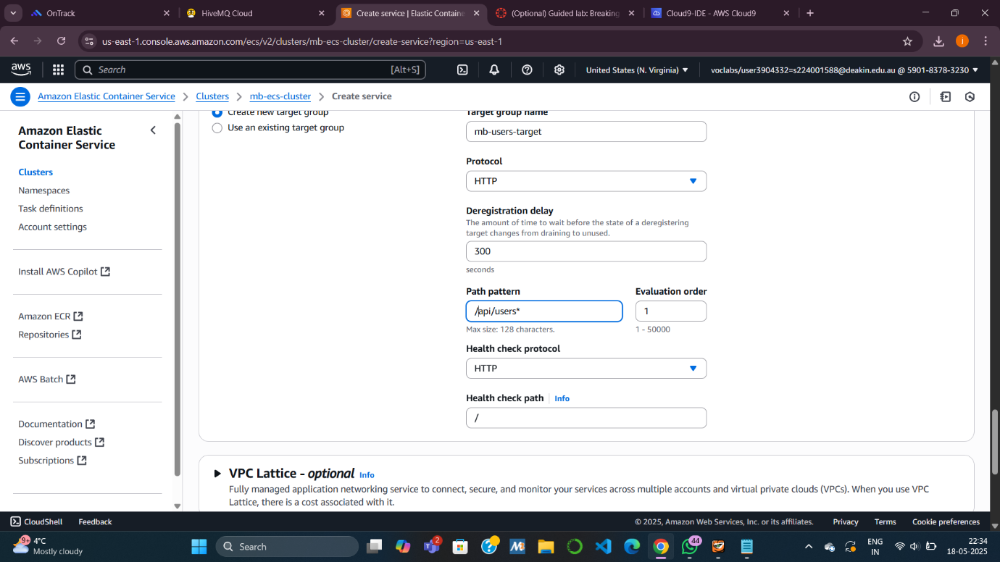 OnTrack
HiveMQ Cloud
Create service | Elastic Containe
(Optional) Guided lab: Breaking
Cloud9-IDE - AWS Cloud9
us-east-1.console.aws.amazon.com/ecs/v2/clusters/mb-ecs-cluster/create-service?region=us-east-1
j
aws
Search
[Alt+S]
United States (N. Virginia)
voclabs/user3904332=s224001588@deakin.edu.au @ 5901-8378-3230
Amazon Elastic Container Service
Clusters
mb-ecs-cluster
Create service
Amazon Elastic
Container Service
Clusters
Namespaces
Task definitions
Account settings
Install AWS Copilot
Amazon ECR
Repositories
AWS Batch
Documentation
Discover products
Subscriptions
Create new target group
Use an existing target group
Target group name
mb-users-target
Protocol
HTTP
Deregistration delay
The amount of time to wait before the state of a deregistering
target changes from draining to unused.
300
seconds
Path pattern
/api/users*
Max size: 128 characters.
Evaluation order
1
1 - 50000
Health check protocol
HTTP
Health check path
Info
/
VPC Lattice - optional Info
Fully managed application networking service to connect, secure, and monitor your services across multiple accounts and virtual private clouds (VPCs). When you use VPC
Lattice, there is a cost associated with it.
CloudShell
Feedback
© 2025, Amazon Web Services, Inc. or its affiliates.
Privacy
Terms
Cookie preferences
9+
4°C
Mostly cloudy
Search
2
44
ENG
IN
22:34
18-05-2025